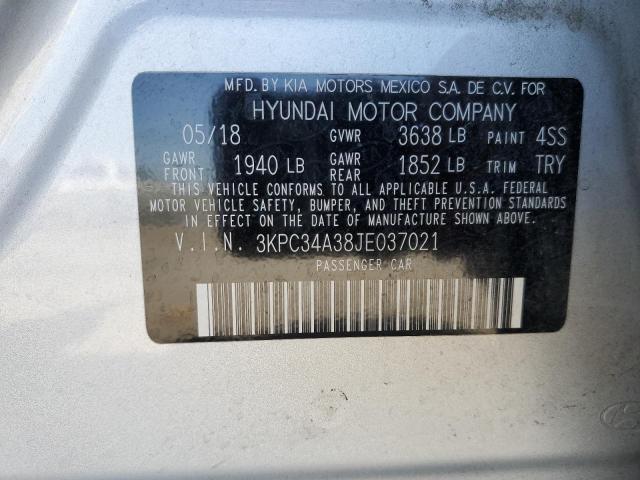 MFD. BY KIA MOTORS MEXICO S.A. DE C.V. FOR
HYUNDAI MOTOR COMPANY
05/18 GVWR 3638 LB PAINT 4SS
GAWR FRONT 1940 LB GAWR REAR 1852 LB TRIM TRY
THIS VEHICLE CONFORMS TO ALL APPLICABLE U.S.A. FEDERAL
MOTOR VEHICLE SAFETY, BUMPER, AND THEFT PREVENTION STANDARDS
IN EFFECT ON THE DATE OF MANUFACTURE SHOWN ABOVE.
V.I.N. 3KPC34A38JE037021
PASSENGER CAR